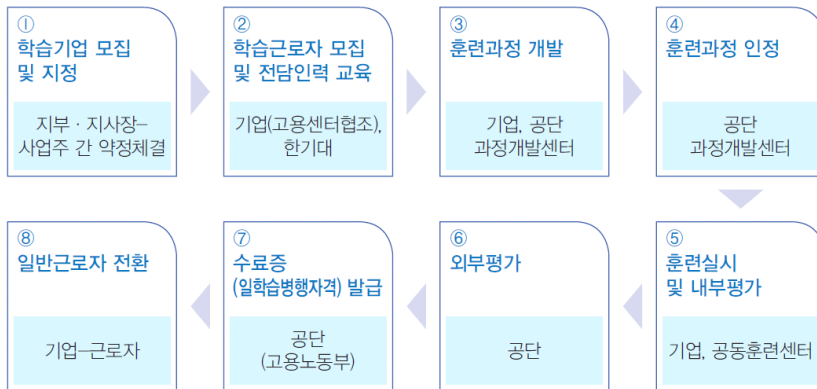 ①
학습기업 모집
및 지정
지부 · 지사장–
사업주 간 약정체결
②
학습근로자 모집
및 전담인력 교육
기업(고용센터협조),
한기대
③
훈련과정 개발
기업, 공단
과정개발센터
④
훈련과정 인정
공단
과정개발센터
⑤
훈련실시
및 내부평가
기업, 공동훈련센터
⑥
외부평가
공단
⑦
수료증
(일학습병행자격) 발급
공단
(고용노동부)
⑧
일반근로자 전환
기업–근로자